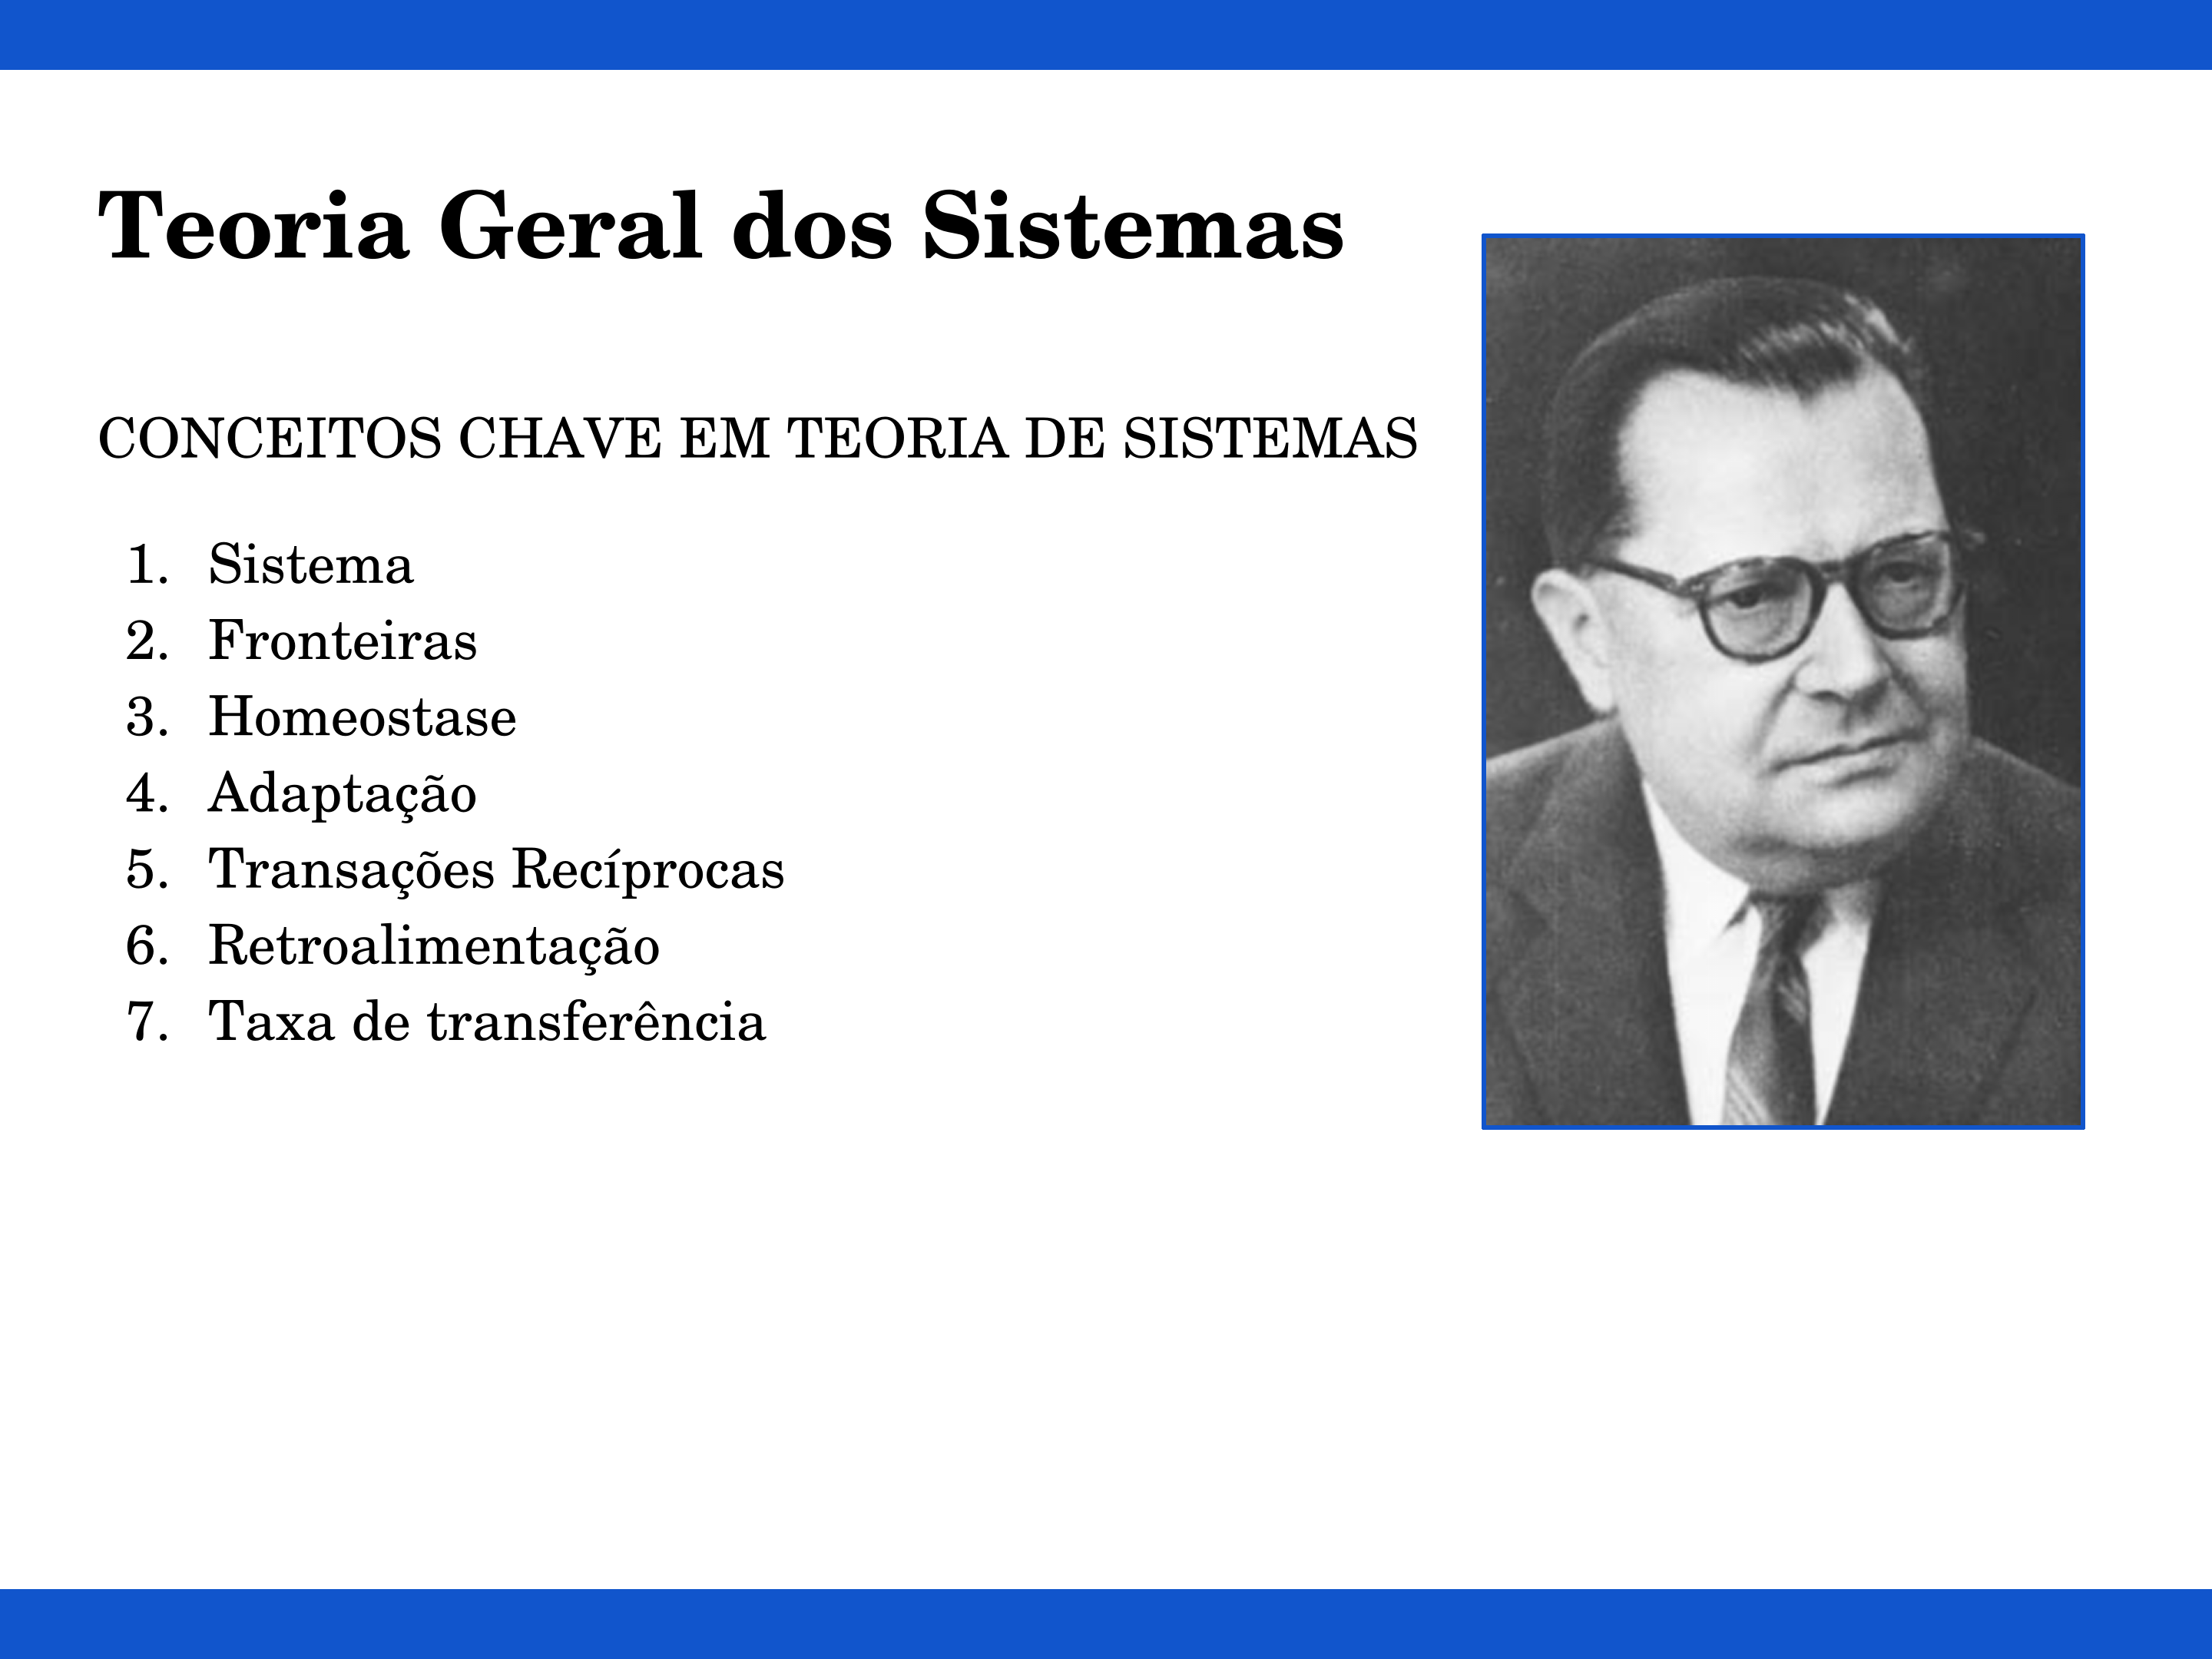 Teoria Geral dos Sistemas
CONCEITOS CHAVE EM TEORIA DE SISTEMAS
1. Sistema
2. Fronteiras
3. Homeostase
4. Adaptação
5. Transações Recíprocas
6. Retroalimentação
7. Taxa de transferência